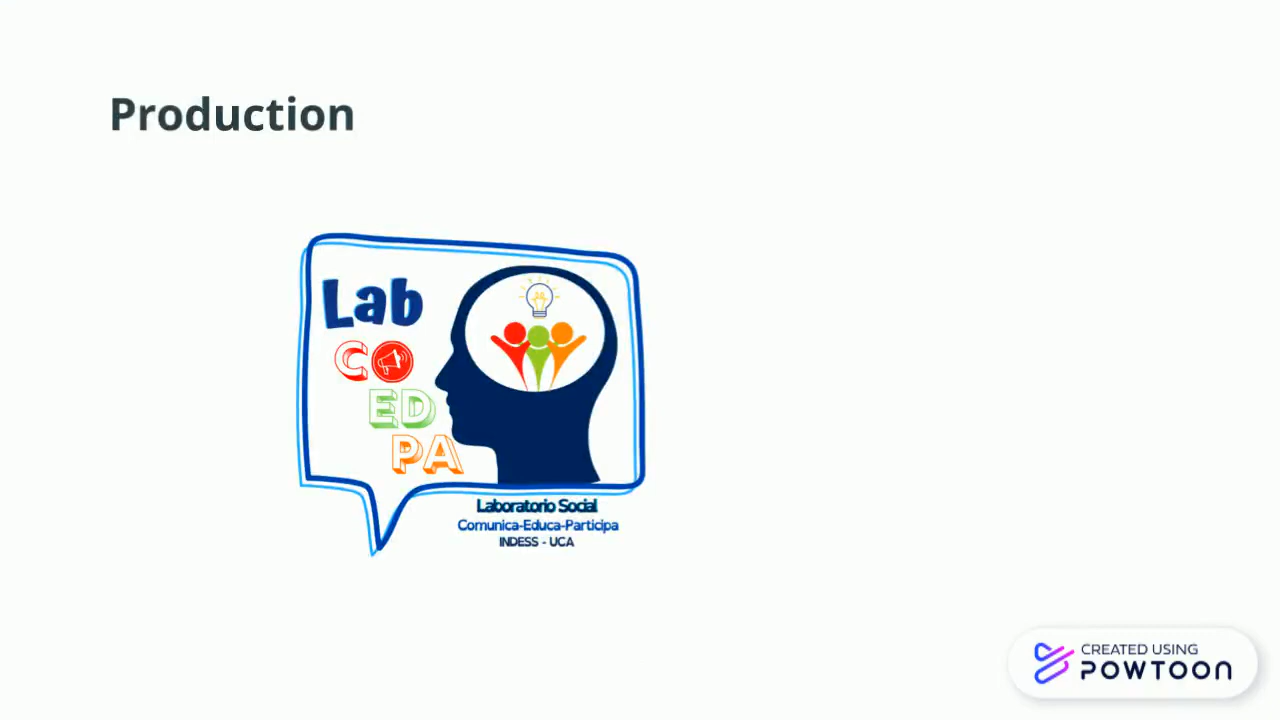 Production
Lab
CO
ED
PA
Laboratorio Social
Comunica-Educa-Participa
INDESS - UCA
CREATED USING
POWTOON